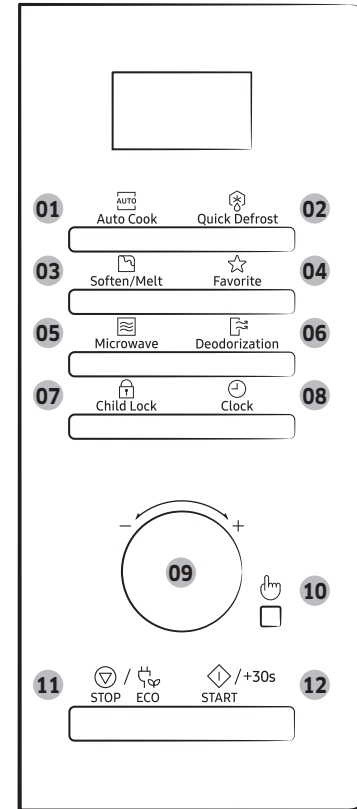 AUTO
01 Auto Cook Quick Defrost 02
03 Soften/Melt Favorite 04
05 Microwave Deodorization 06
07 Child Lock Clock 08
− +
09
10
11 / /+30s 12
STOP ECO START